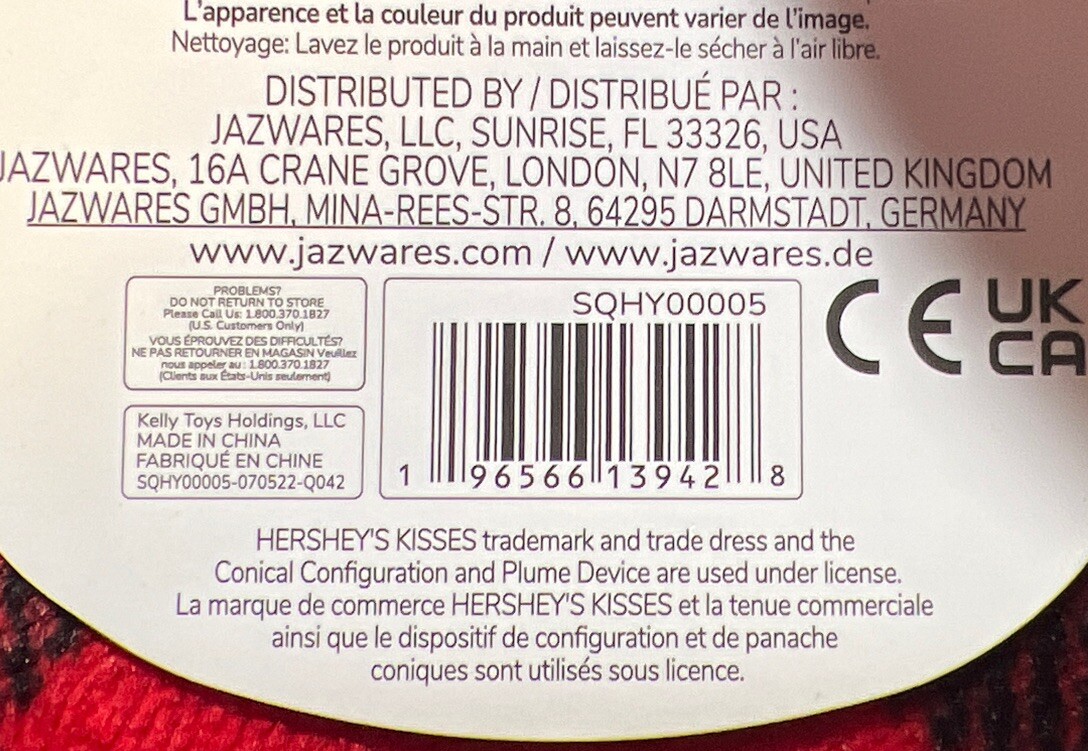 L'apparence et la couleur du produit peuvent varier de l'image.
Nettoyage: Lavez le produit à la main et laissez-le sécher à l'air libre.
DISTRIBUTED BY / DISTRIBUÉ PAR :
JAZWARES, LLC, SUNRISE, FL 33326, USA
JAZWARES, 16A CRANE GROVE, LONDON, N7 8LE, UNITED KINGDOM
JAZWARES GMBH, MINA-REES-STR. 8, 64295 DARMSTADT, GERMANY
www.jazwares.com / www.jazwares.de
PROBLEMS?
DO NOT RETURN TO STORE
Please Call Us: 1.800.370.1827
(U.S. Customers Only)
VOUS ÉPROUVEZ DES DIFFICULTÉS?
NE PAS RETOURNER EN MAGASIN Veuillez
nous appeler au : 1.800.370.1827
(Clients aux États-Unis seulement)
Kelly Toys Holdings, LLC
MADE IN CHINA
FABRIQUÉ EN CHINE
SQHY00005-070522-Q042
SQHY00005
1 96566 13942 8
CE
UK
CA
HERSHEY'S KISSES trademark and trade dress and the
Conical Configuration and Plume Device are used under license.
La marque de commerce HERSHEY'S KISSES et la tenue commerciale
ainsi que le dispositif de configuration et de panache
coniques sont utilisés sous licence.